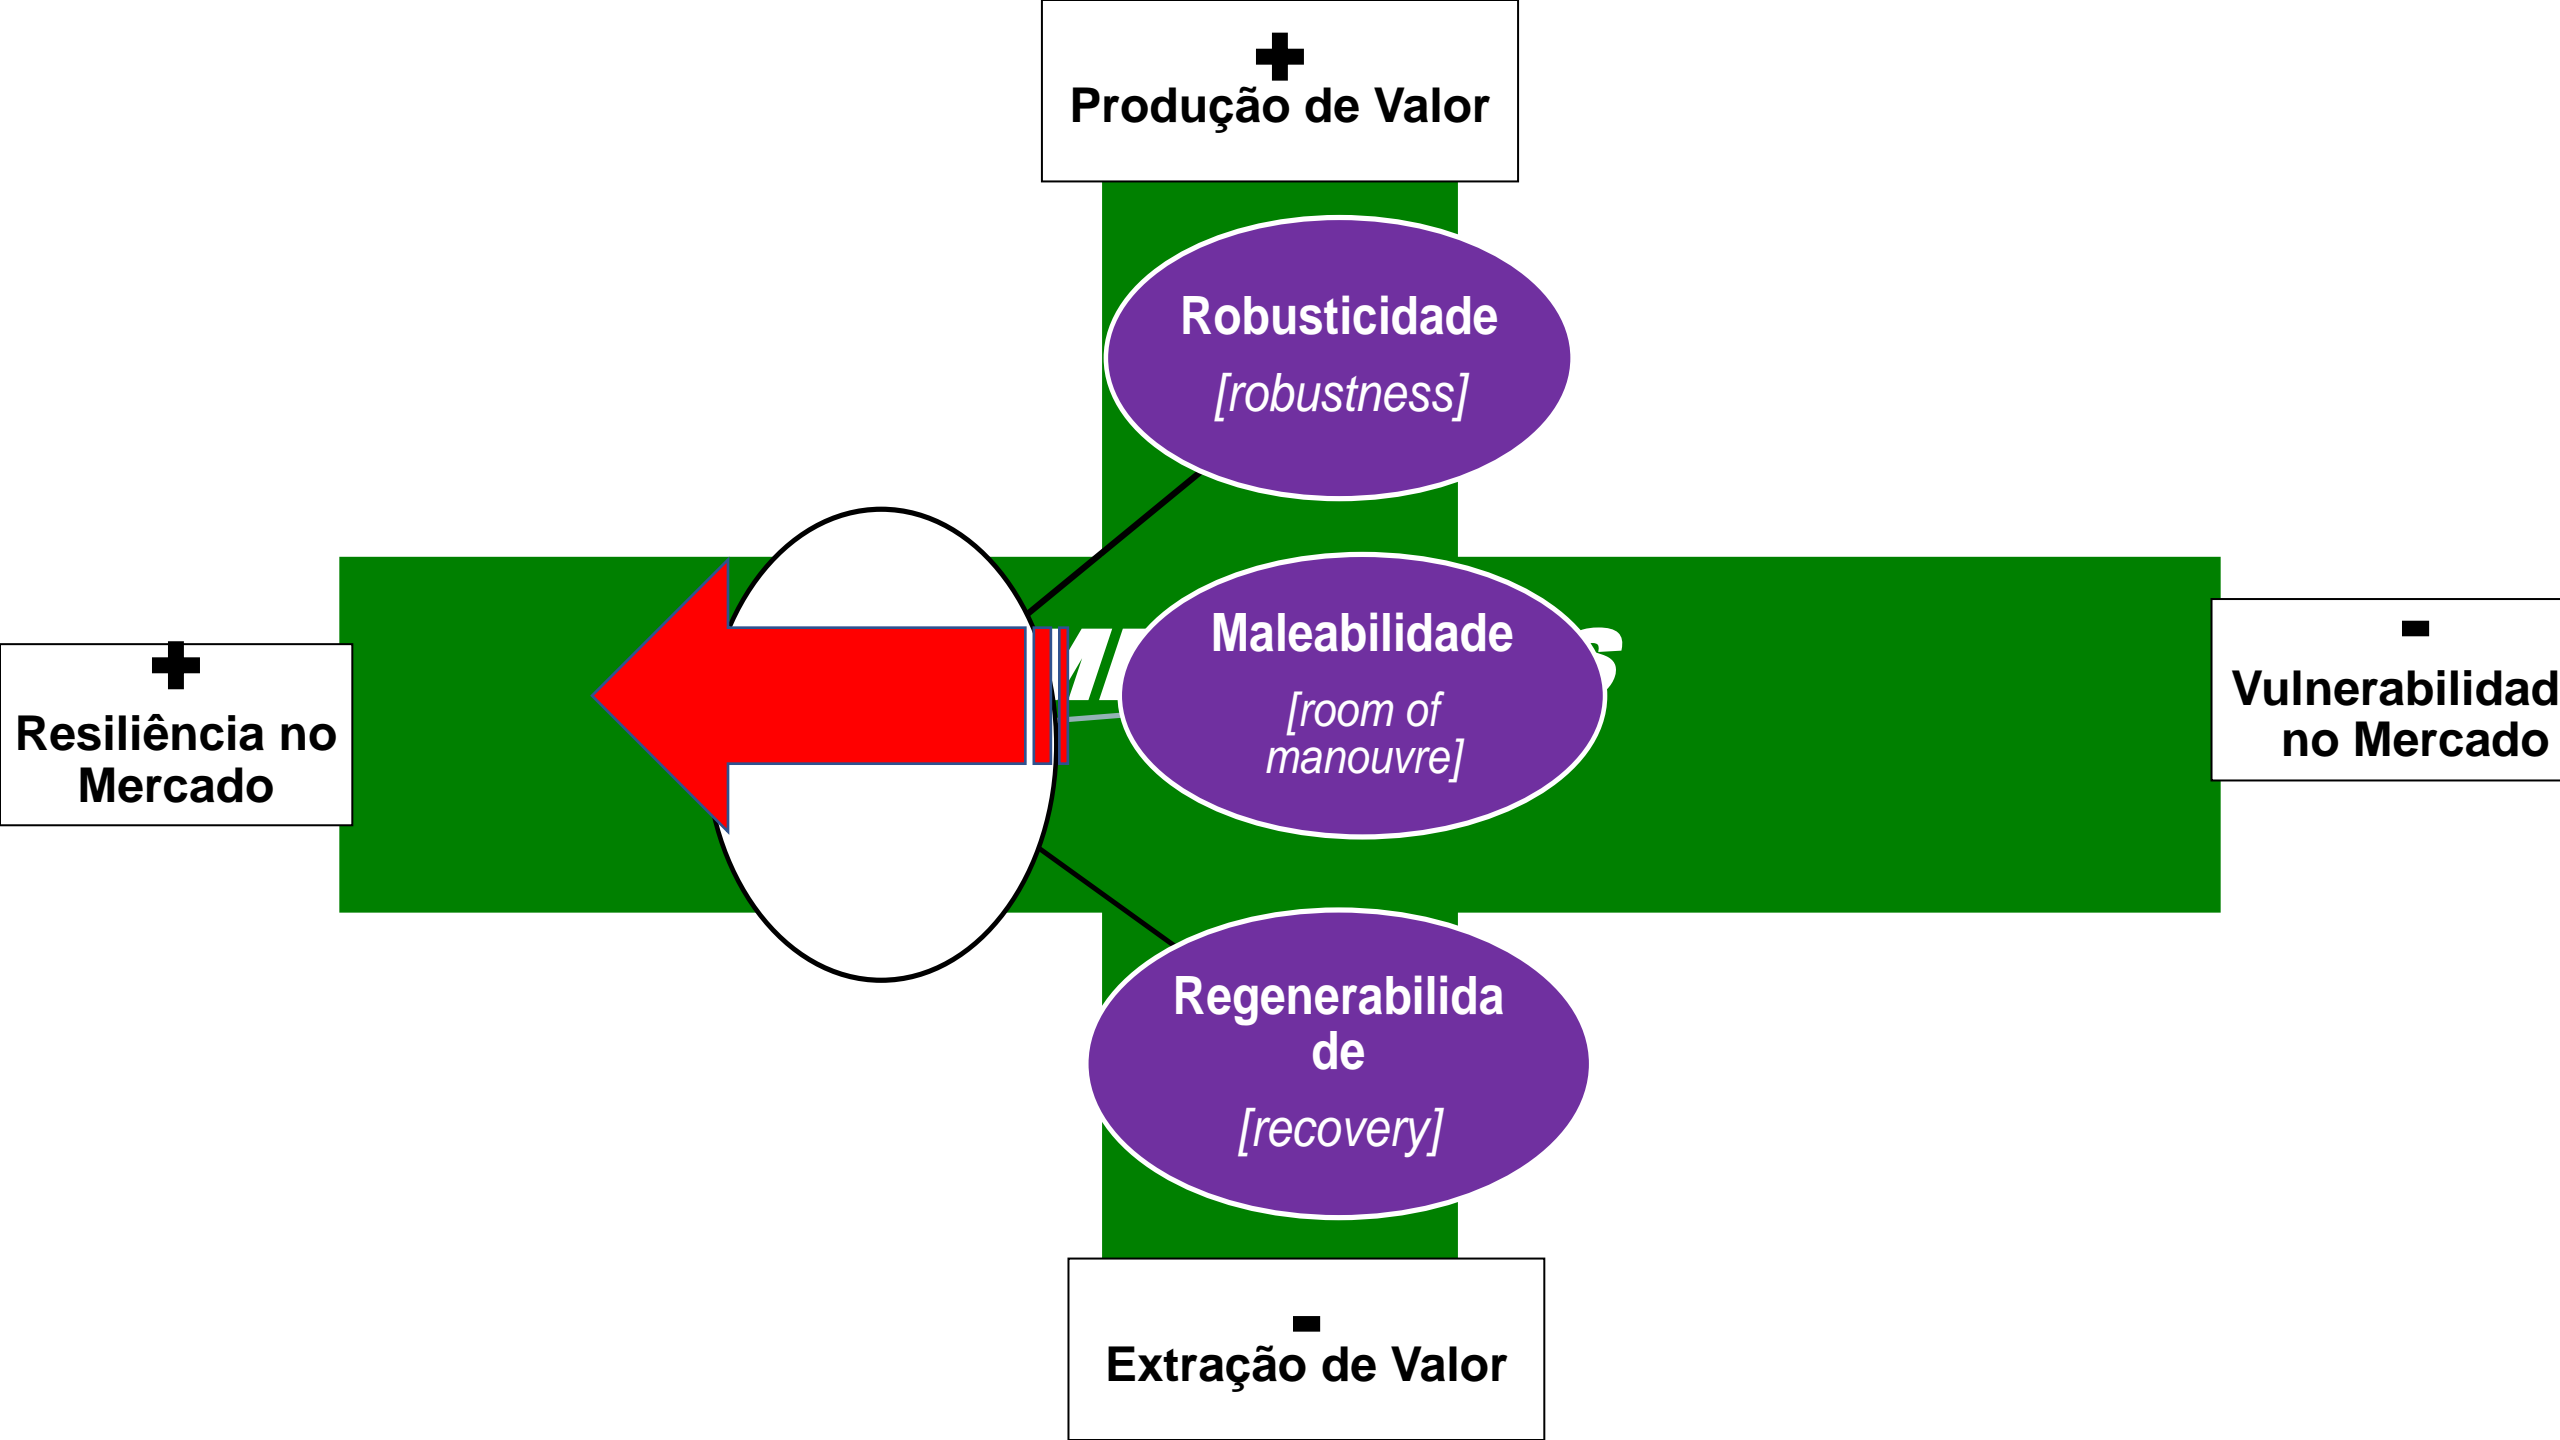 +
Produção de Valor
Robusticidade
[robustness]
+
Resiliência no
Mercado
Maleabilidade
[room of
manouvre]
-
Vulnerabilidad
no Mercado
Regenerabilida
de
[recovery]
-
Extração de Valor